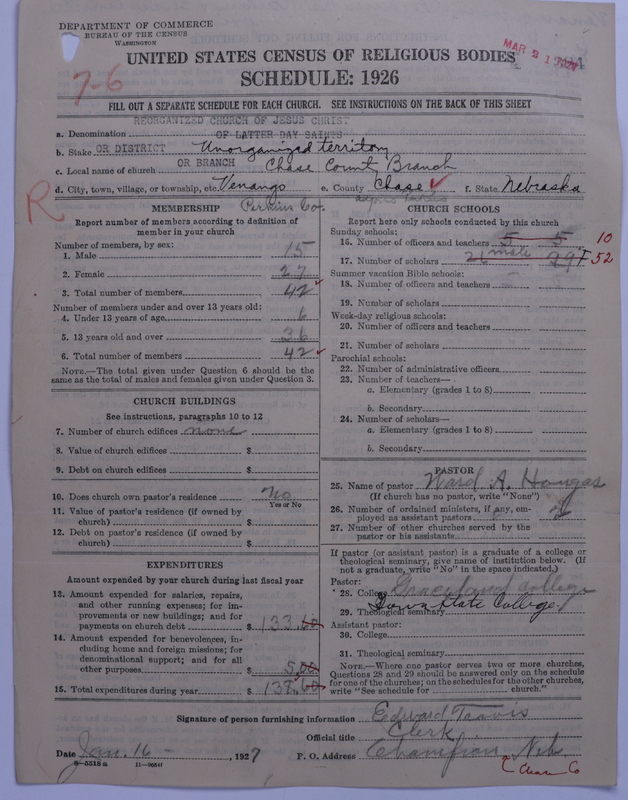 DEPARTMENT OF COMMERCE
BUREAU OF THE CENSUS
WASHINGTON
MAR 21 1927
UNITED STATES CENSUS OF RELIGIOUS BODIES
SCHEDULE: 1926
7-6
FILL OUT A SEPARATE SCHEDULE FOR EACH CHURCH. SEE INSTRUCTIONS ON THE BACK OF THIS SHEET
REORGANIZED CHURCH OF JESUS CHRIST
a. Denomination OF LATTER DAY SAINTS
b. Stake OR DISTRICT Unorganized territory
c. Local name of church OR BRANCH Chase County Branch
d. City, town, village, or township, etc. Venango e. County Chase f. State Nebraska
R
Perkins Co.
MEMBERSHIP
Report number of members according to definition of member in your church
Number of members, by sex:
1. Male 15
2. Female 27
3. Total number of members 42
Number of members under and over 13 years old:
4. Under 13 years of age 6
5. 13 years old and over 36
6. Total number of members 42
NOTE.—The total given under Question 6 should be the
same as the total of males and females given under Question 3.
CHURCH BUILDINGS
See instructions, paragraphs 10 to 12
7. Number of church edifices none
8. Value of church edifices $
9. Debt on church edifices $
10. Does church own pastor's residence No
Yes or No
11. Value of pastor's residence (if owned by
church) $
12. Debt on pastor's residence (if owned by
church) $
EXPENDITURES
Amount expended by your church during last fiscal year
13. Amount expended for salaries, repairs,
and other running expenses; for im-
provements or new buildings; and for
payments on church debt $ 133.60
14. Amount expended for benevolences, in-
cluding home and foreign missions; for
denominational support; and for all
other purposes $ 5.00
15. Total expenditures during year $ 138.60
CHURCH SCHOOLS
Report here only schools conducted by this church
Sunday schools:
16. Number of officers and teachers 5 5 10
17. Number of scholars male 29 F 52
Summer vacation Bible schools:
18. Number of officers and teachers
19. Number of scholars
Week-day religious schools:
20. Number of officers and teachers
21. Number of scholars
Parochial schools:
22. Number of administrative officers
23. Number of teachers—
a. Elementary (grades 1 to 8)
b. Secondary
24. Number of scholars—
a. Elementary (grades 1 to 8)
b. Secondary
PASTOR
25. Name of pastor Ward A. Hougas
(If church has no pastor, write "None")
26. Number of ordained ministers, if any, em-
ployed as assistant pastors
27. Number of other churches served by the
pastor or his assistants
If pastor (or assistant pastor) is a graduate of a college or
theological seminary, give name of institution below. (If
not a graduate, write "No" in the space indicated.)
Pastor:
28. College Graceland College
Iowa State College
29. Theological seminary
Assistant pastor:
30. College
31. Theological seminary
NOTE.—Where one pastor serves two or more churches,
Questions 28 and 29 should be answered only on the schedule
for one of the churches; on the schedules for the other churches,
write "See schedule for church."
Signature of person furnishing information Edward Travis
Official title Clerk
Date Jan. 16 - , 1927 P. O. Address Champion, Neb.
Chase Co
8—5518 a